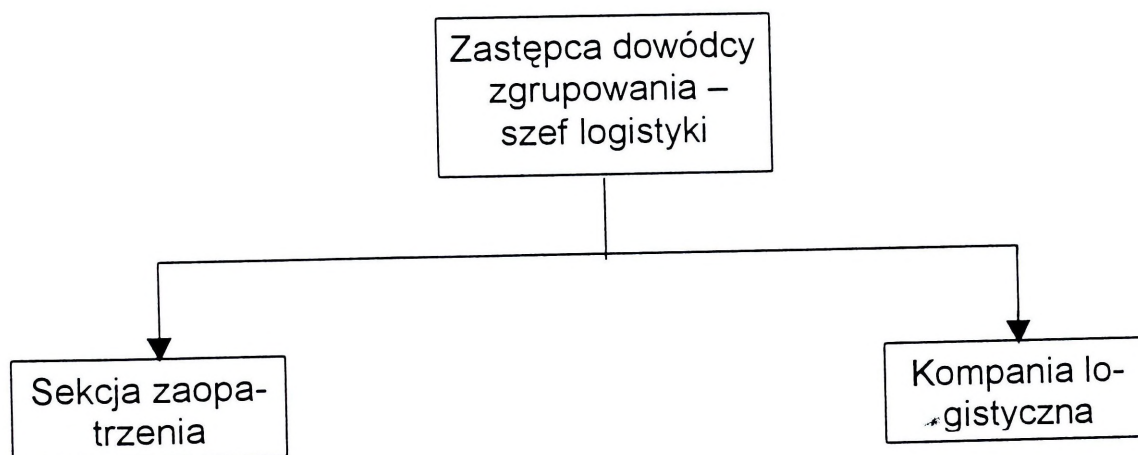 Zastępca dowódcy
zgrupowania –
szef logistyki
Sekcja zaopa-
trzenia
Kompania lo-
gistyczna